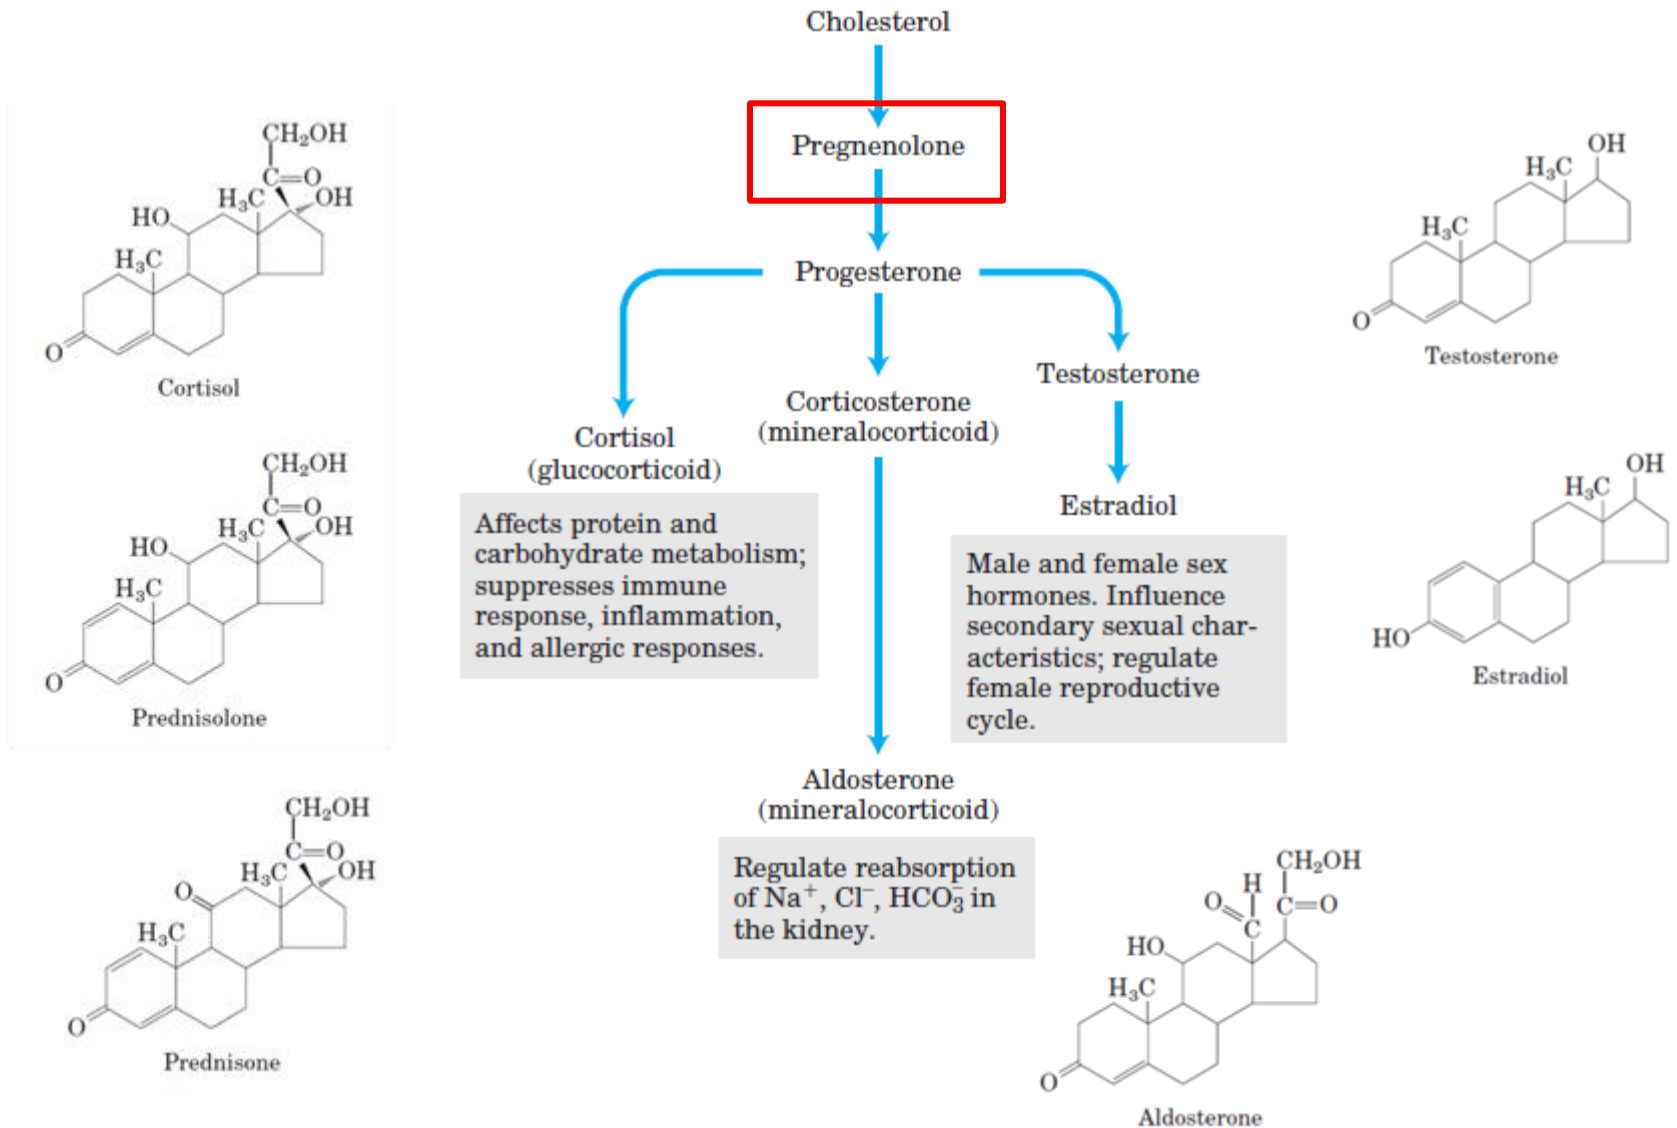 Cholesterol
Pregnenolone
Progesterone
Cortisol
(glucocorticoid)
Affects protein and
carbohydrate metabolism;
suppresses immune
response, inflammation,
and allergic responses.
Corticosterone
(mineralocorticoid)
Aldosterone
(mineralocorticoid)
Regulate reabsorption
of Na⁺, Cl⁻, HCO₃⁻ in
the kidney.
Testosterone
Estradiol
Male and female sex
hormones. Influence
secondary sexual char-
acteristics; regulate
female reproductive
cycle.
CH₂OH
C=O
H₃C
OH
HO
H₃C
O
Cortisol
CH₂OH
C=O
H₃C
OH
HO
H₃C
O
Prednisolone
CH₂OH
C=O
H₃C
OH
O
H₃C
O
Prednisone
OH
H₃C
H₃C
O
Testosterone
OH
H₃C
HO
Estradiol
CH₂OH
H
O
C=O
C
HO
H₃C
O
Aldosterone